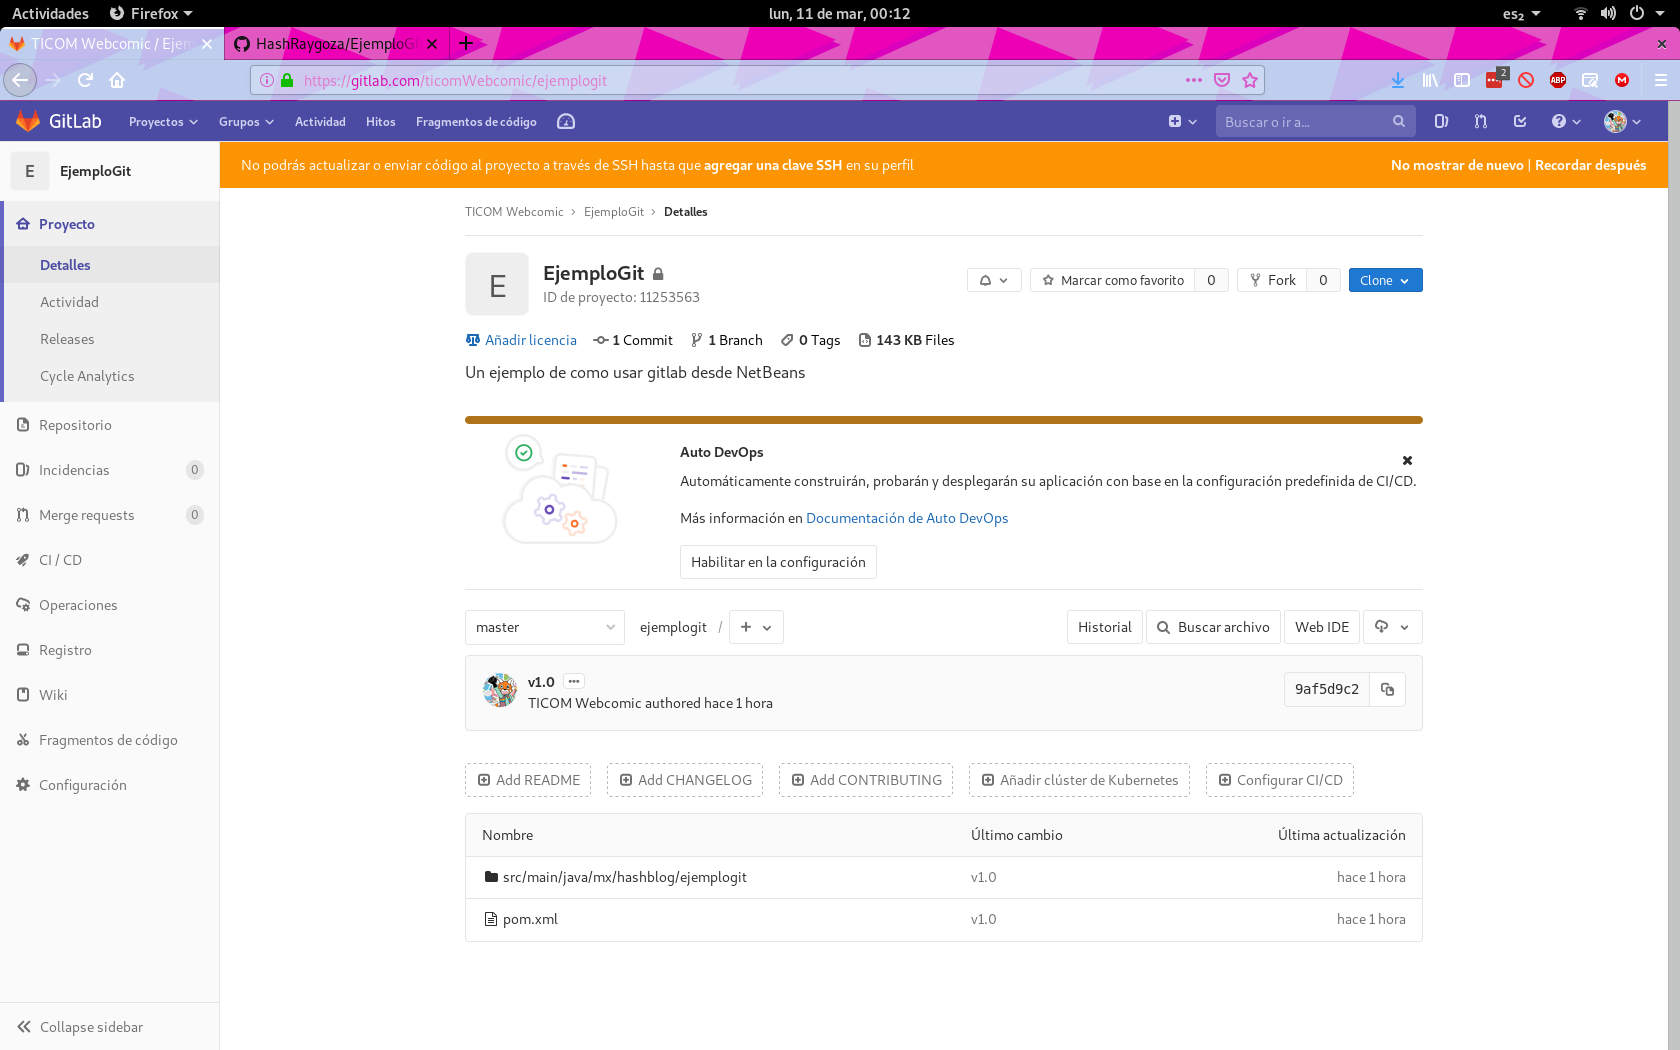 Actividades Firefox lun, 11 de mar, 00:12 es₂
TICOM Webcomic / Ejem HashRaygoza/EjemploGi
https://gitlab.com/ticomWebcomic/ejemplogit 2 ABP M
GitLab Proyectos Grupos Actividad Hitos Fragmentos de código Buscar o ir a...
E EjemploGit
No podrás actualizar o enviar código al proyecto a través de SSH hasta que agregar una clave SSH en su perfil No mostrar de nuevo | Recordar después
Proyecto
Detalles
Actividad
Releases
Cycle Analytics
Repositorio
Incidencias 0
Merge requests 0
CI / CD
Operaciones
Registro
Wiki
Fragmentos de código
Configuración
Collapse sidebar
TICOM Webcomic › EjemploGit › Detalles
E
EjemploGit
ID de proyecto: 11253563
Marcar como favorito 0 Fork 0 Clone
Añadir licencia 1 Commit 1 Branch 0 Tags 143 KB Files
Un ejemplo de como usar gitlab desde NetBeans
Auto DevOps
Automáticamente construirán, probarán y desplegarán su aplicación con base en la configuración predefinida de CI/CD.
Más información en Documentación de Auto DevOps
Habilitar en la configuración
master ejemplogit / + Historial Buscar archivo Web IDE
v1.0
TICOM Webcomic authored hace 1 hora
9af5d9c2
Add README Add CHANGELOG Add CONTRIBUTING Añadir clúster de Kubernetes Configurar CI/CD
Nombre Último cambio Última actualización
src/main/java/mx/hashblog/ejemplogit v1.0 hace 1 hora
pom.xml v1.0 hace 1 hora